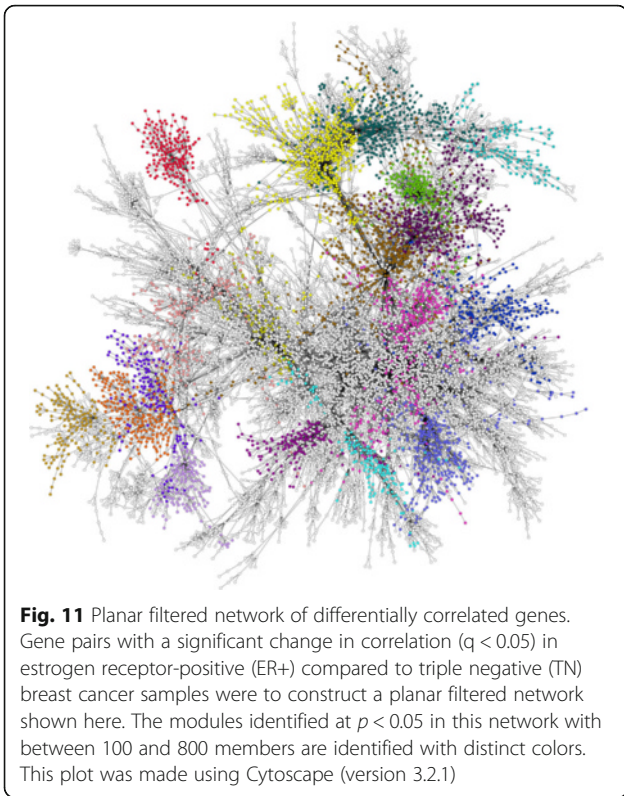 Fig. 11 Planar filtered network of differentially correlated genes.
Gene pairs with a significant change in correlation (q < 0.05) in
estrogen receptor-positive (ER+) compared to triple negative (TN)
breast cancer samples were to construct a planar filtered network
shown here. The modules identified at p < 0.05 in this network with
between 100 and 800 members are identified with distinct colors.
This plot was made using Cytoscape (version 3.2.1)